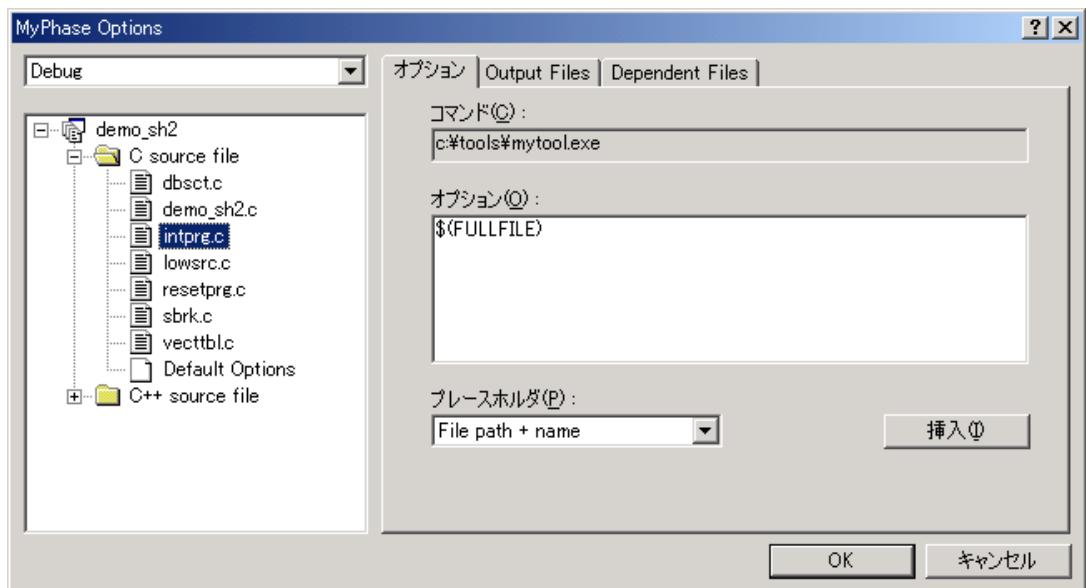 MyPhase Options
Debug
demo_sh2
C source file
dbsct.c
demo_sh2.c
intprg.c
lowsrc.c
resetprg.c
sbrk.c
vecttbl.c
Default Options
C++ source file
オプション Output Files Dependent Files
コマンド(C) :
c:¥tools¥mytool.exe
オプション(O) :
$(FULLFILE)
プレースホルダ(P) :
File path + name
挿入(I)
OK キャンセル